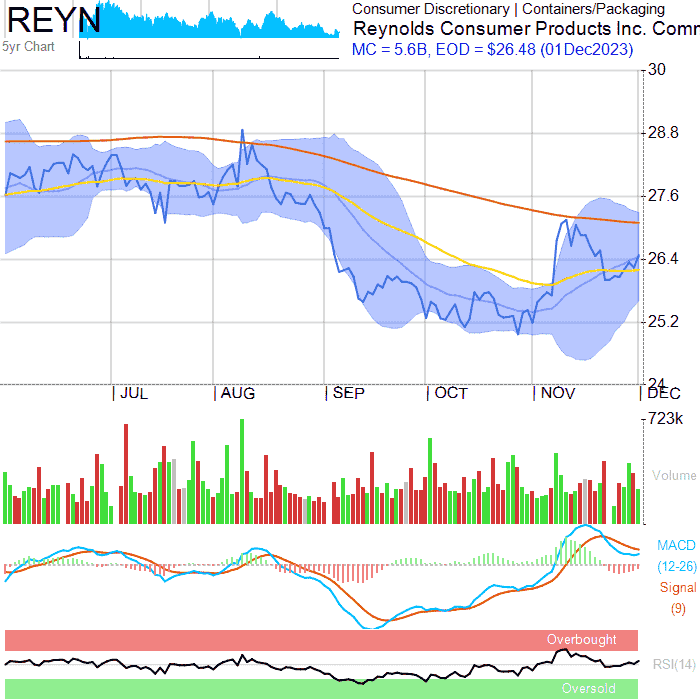 REYN
5yr Chart
Consumer Discretionary | Containers/Packaging
Reynolds Consumer Products Inc. Comm
MC = 5.6B, EOD = $26.48 (01Dec2023)
30
28.8
27.6
26.4
25.2
24
JUL AUG SEP OCT NOV DEC
723k
Volume
MACD
(12-26)
Signal
(9)
Overbought
RSI(14)
Oversold